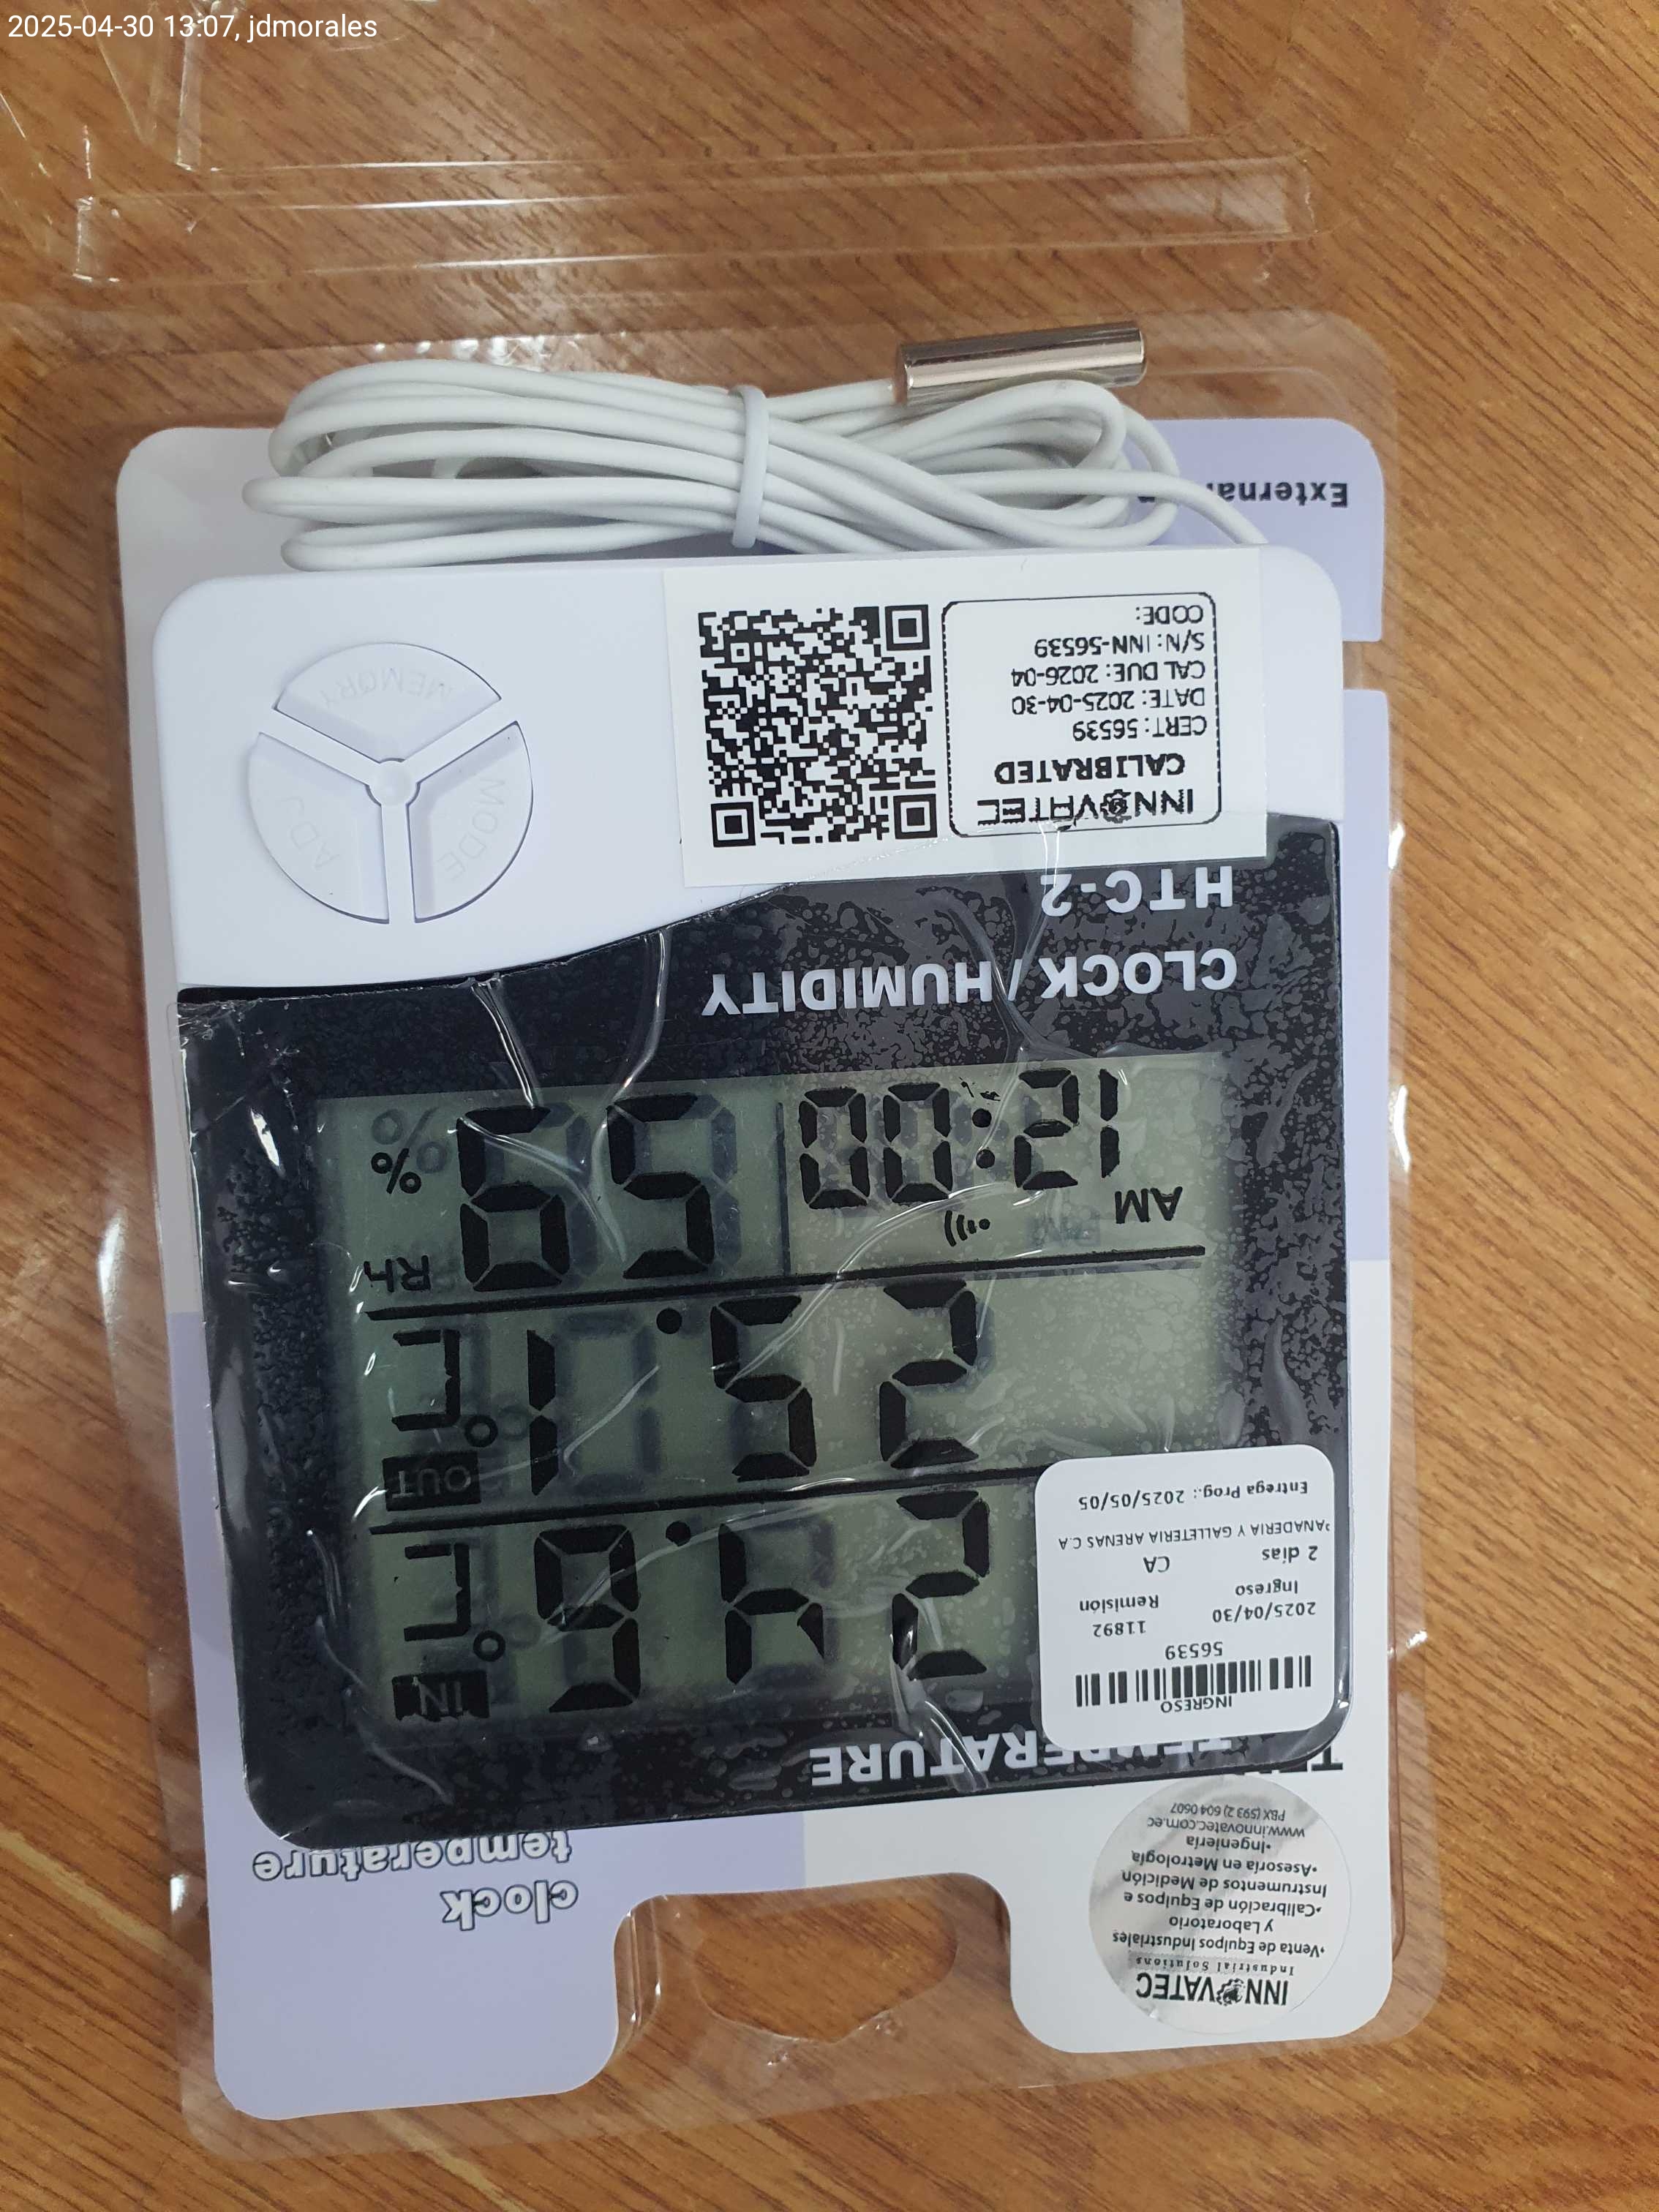 2025-04-30 13:07, jdmorales
INNOVATEC
Industrial Solutions
•Venta de Equipos Industriales
y Laboratorio
•Calibración de Equipos e
Instrumentos de Medición
•Asesoría en Metrología
•Ingeniería
www.innovatec.com.ec
PBX (593 2) 604
clock
temperature
TEMPERATURE
INGRESO
56539
2025/04/30 11892
Ingreso Remisión
2 días CA
PANADERIA Y GALLETERIA ARENAS C.A
Entrega Prog.: 2025/05/05
IN
24.6 °C
OUT
25.1 °C
AM
12:00
Rh
59 %
CLOCK / HUMIDITY
HTC-2
INNOVATEC
CALIBRATED
CERT: 56539
DATE: 2025-04-30
CAL DUE: 2026-04
S/N: INN-56539
CODE:
MODE
ADJ
MEMORY
External